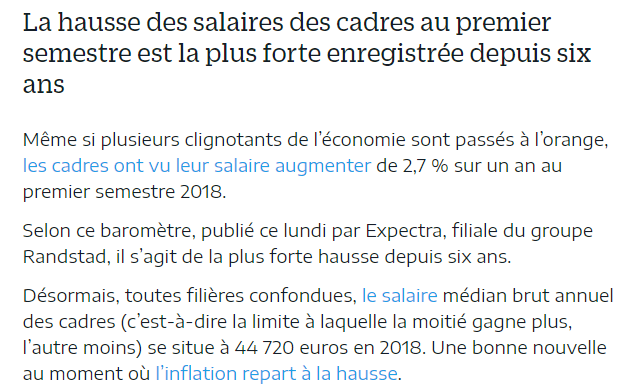 La hausse des salaires des cadres au premier
semestre est la plus forte enregistrée depuis six
ans
Même si plusieurs clignotants de l’économie sont passés à l’orange,
les cadres ont vu leur salaire augmenter de 2,7 % sur un an au
premier semestre 2018.
Selon ce baromètre, publié ce lundi par Expectra, filiale du groupe
Randstad, il s’agit de la plus forte hausse depuis six ans.
Désormais, toutes filières confondues, le salaire médian brut annuel
des cadres (c’est-à-dire la limite à laquelle la moitié gagne plus,
l’autre moins) se situe à 44 720 euros en 2018. Une bonne nouvelle
au moment où l’inflation repart à la hausse.